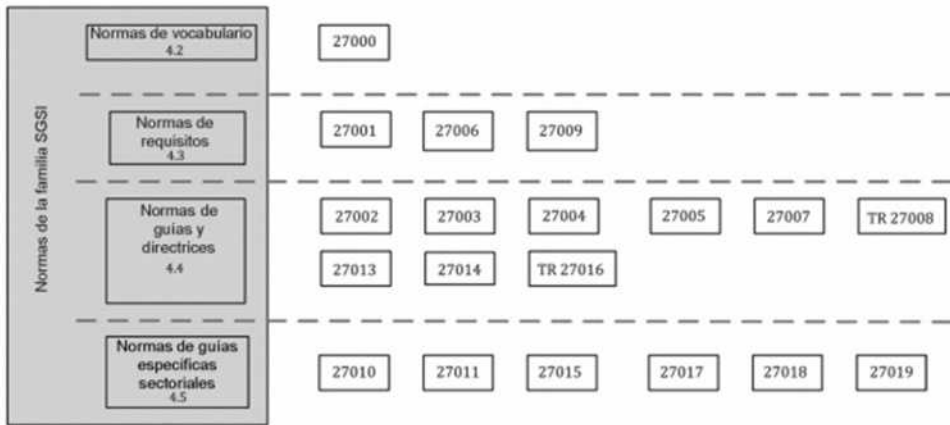 Normas de la familia SGSI
Normas de vocabulario
4.2
27000
Normas de
requisitos
4.3
27001 27006 27009
Normas de
guías y
directrices
4.4
27002 27003 27004 27005 27007 TR 27008
27013 27014 TR 27016
Normas de guías
específicas
sectoriales
4.5
27010 27011 27015 27017 27018 27019